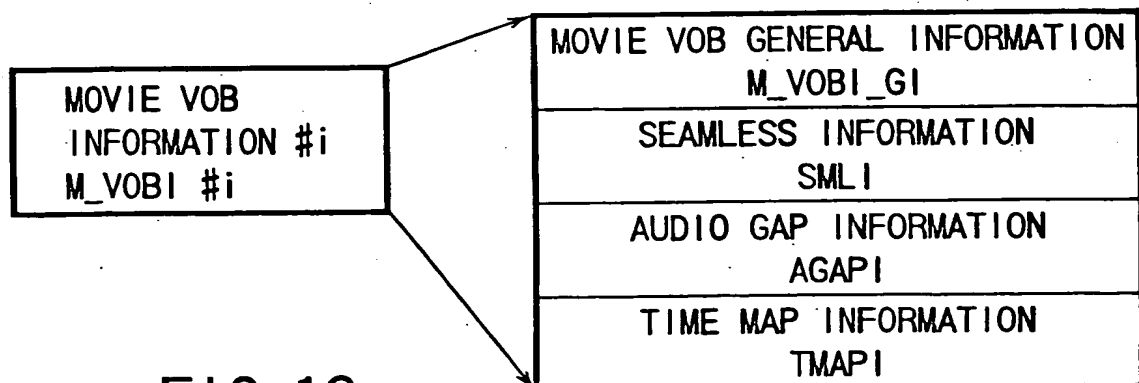 MOVIE VOB
INFORMATION #i
M_VOBI #i
MOVIE VOB GENERAL INFORMATION
M_VOBI_GI
SEAMLESS INFORMATION
SMLI
AUDIO GAP INFORMATION
AGAPI
TIME MAP INFORMATION
TMAPI
FIG